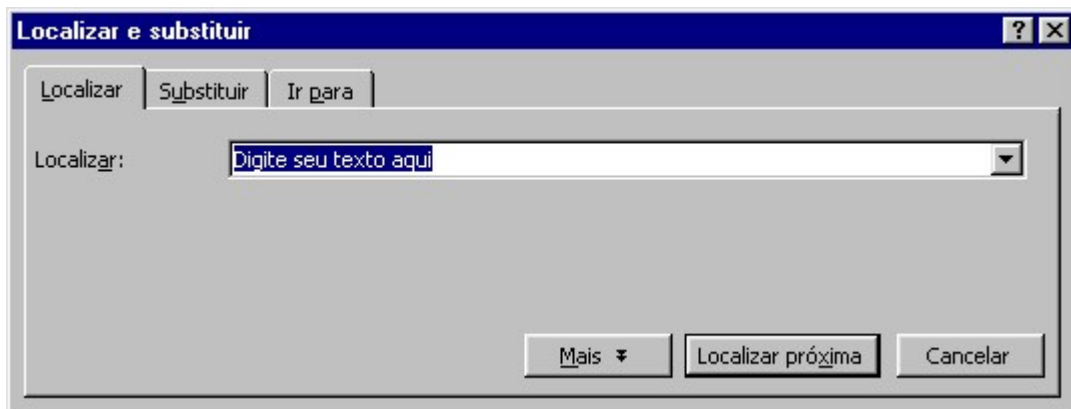 Localizar e substituir
Localizar Substituir Ir para
Localizar: Digite seu texto aqui
Mais Localizar próxima Cancelar